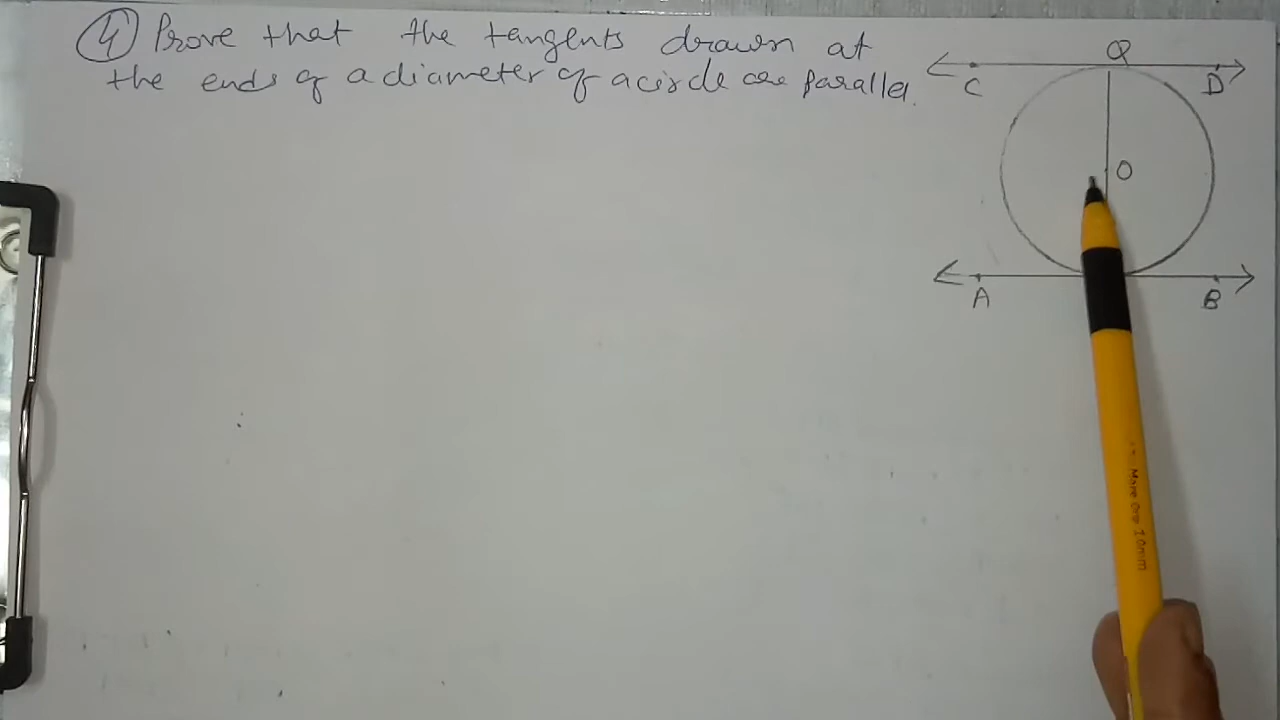 4 Prove that the tangents drawn at
the ends of a diameter of a circle are parallel.
Q
C D
O
A B